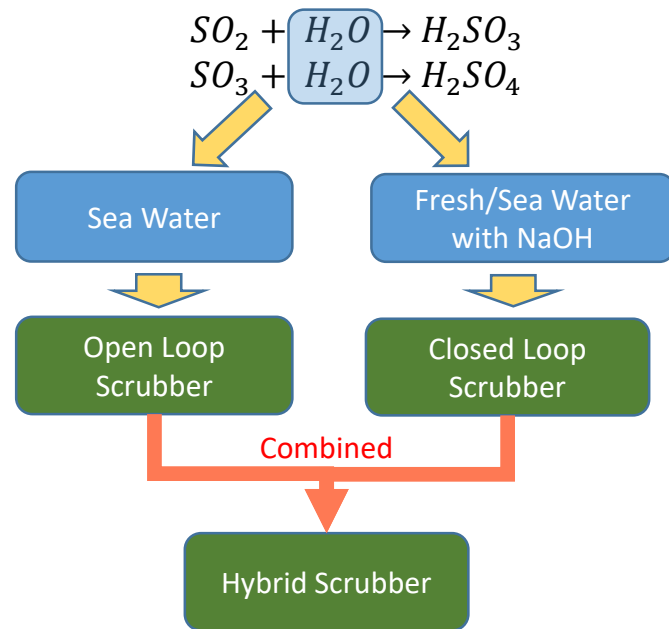 SO₂ + H₂O → H₂SO₃
SO₃ + H₂O → H₂SO₄
Sea Water
Fresh/Sea Water
with NaOH
Open Loop
Scrubber
Closed Loop
Scrubber
Combined
Hybrid Scrubber